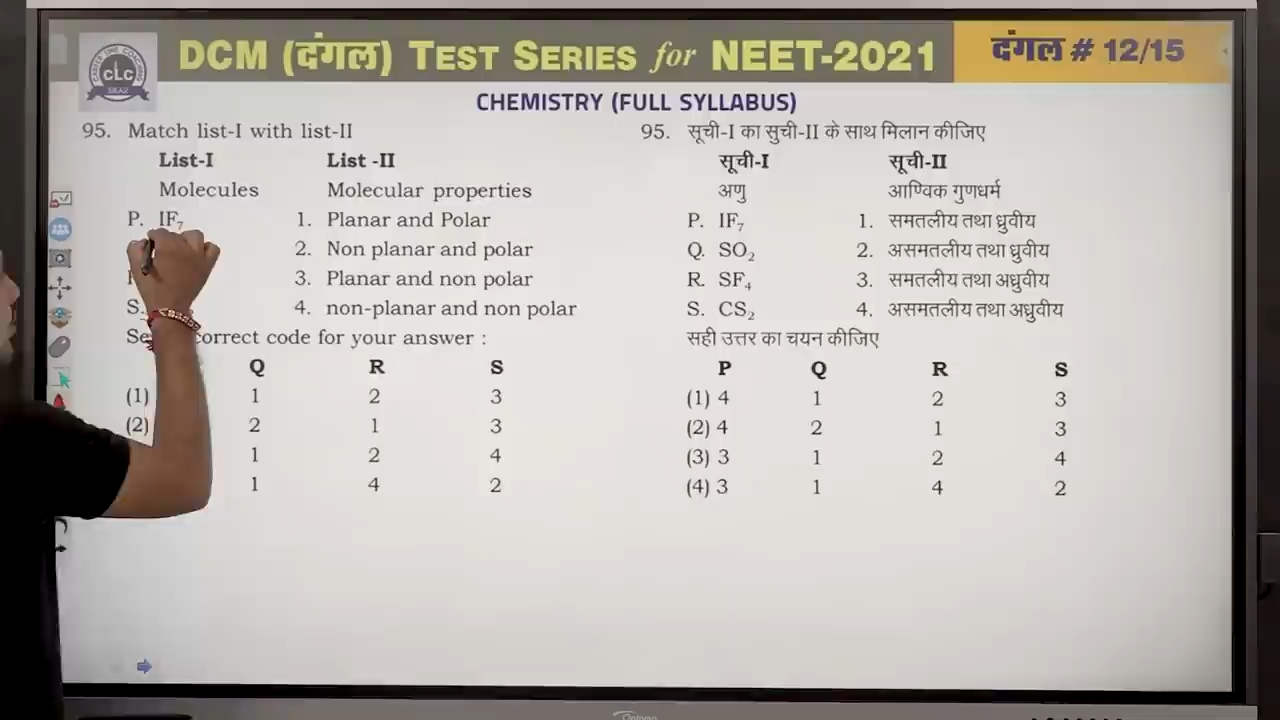 DCM (दंगल) TEST SERIES for NEET-2021
दंगल # 12/15
CLC
CHEMISTRY (FULL SYLLABUS)
95. Match list-I with list-II
List-I List -II
Molecules Molecular properties
P. IF₇ 1. Planar and Polar
2. Non planar and polar
3. Planar and non polar
S. 4. non-planar and non polar
Se orrect code for your answer :
Q R S
(1) 1 2 3
(2) 2 1 3
1 2 4
1 4 2
95. सूची-I का सुची-II के साथ मिलान कीजिए
सूची-I सूची-II
अणु आण्विक गुणधर्म
P. IF₇ 1. समतलीय तथा ध्रुवीय
Q. SO₂ 2. असमतलीय तथा ध्रुवीय
R. SF₄ 3. समतलीय तथा अध्रुवीय
S. CS₂ 4. असमतलीय तथा अध्रुवीय
सही उत्तर का चयन कीजिए
P Q R S
(1) 4 1 2 3
(2) 4 2 1 3
(3) 3 1 2 4
(4) 3 1 4 2